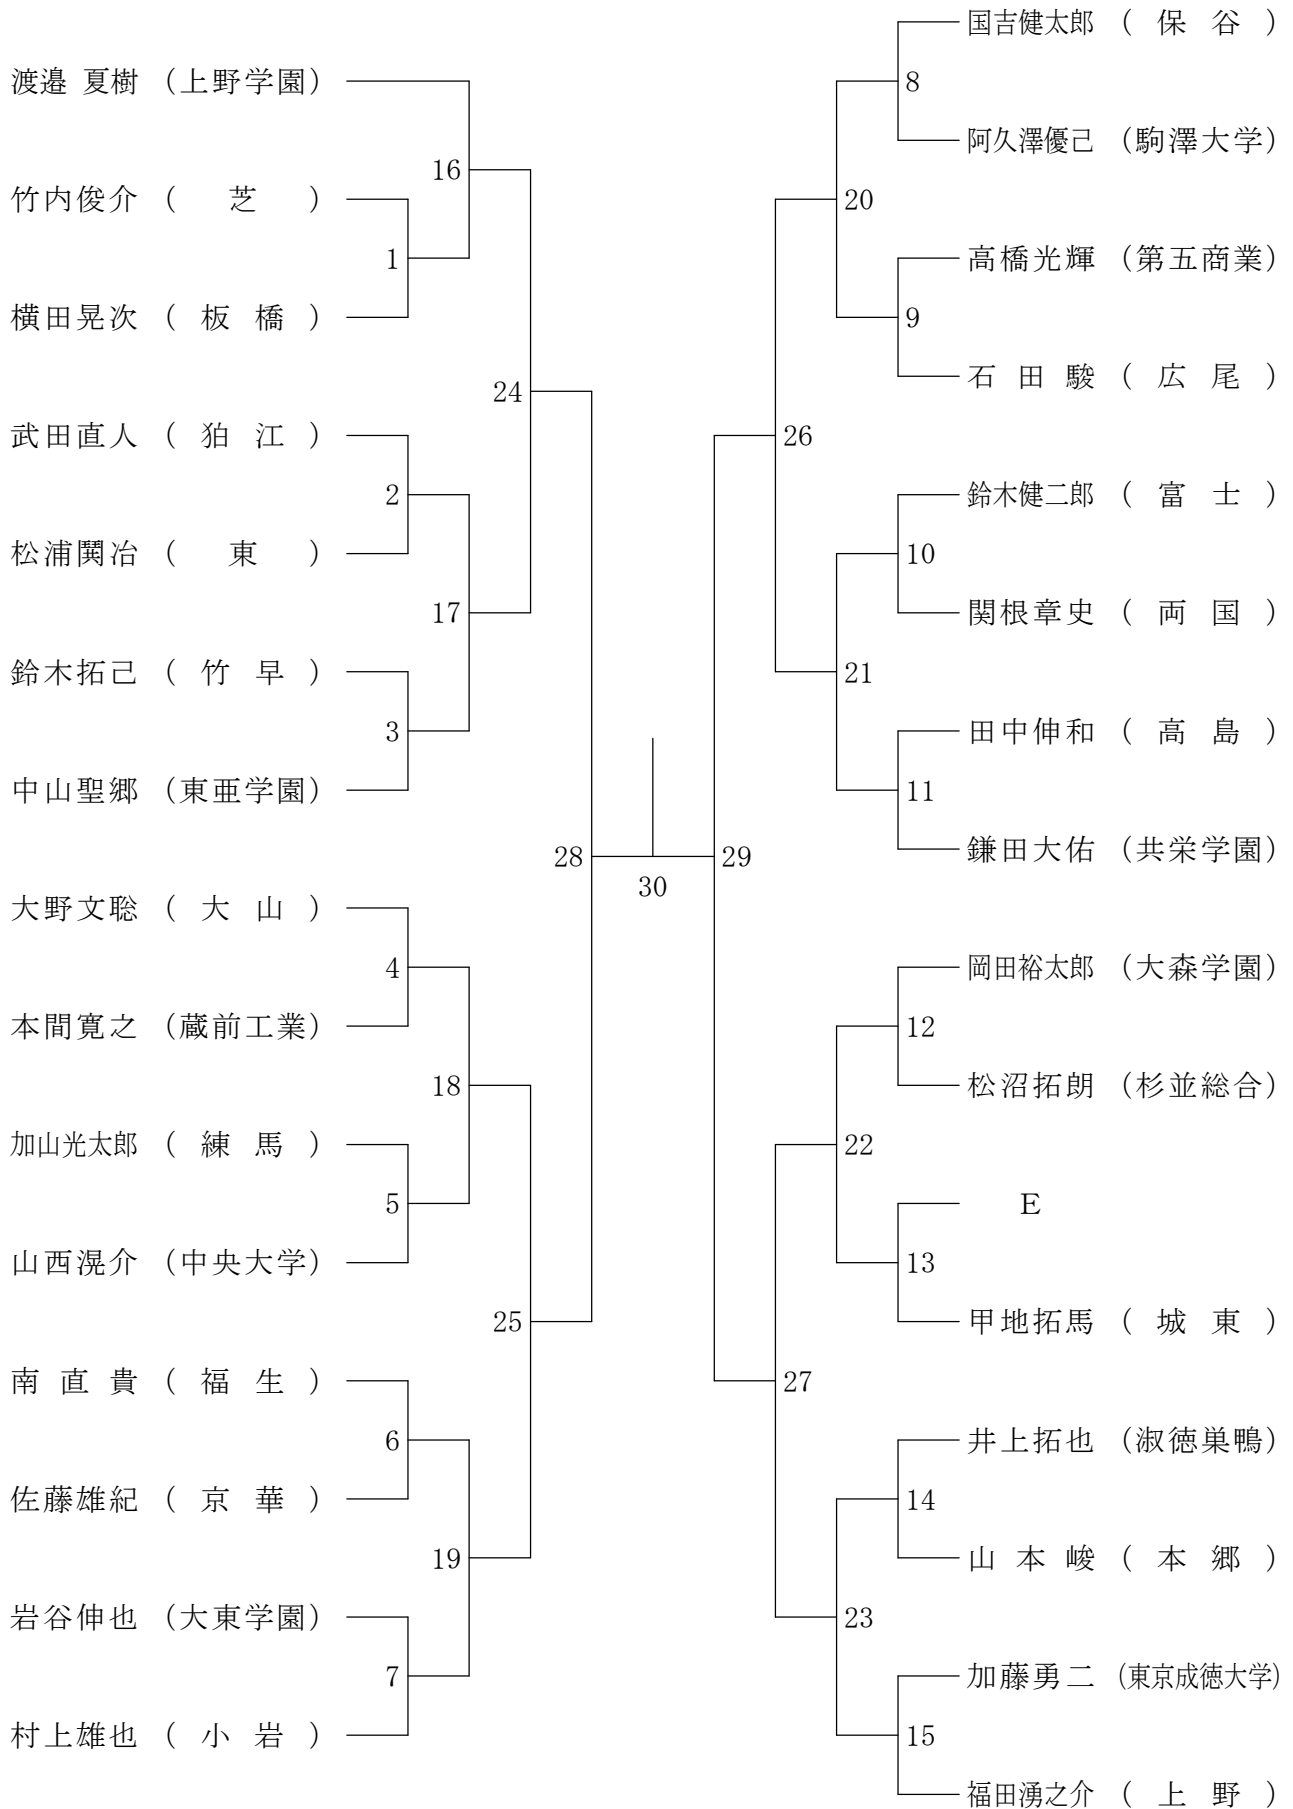 渡邉 夏樹 (上野学園)
竹内俊介 ( 芝 )
横田晃次 ( 板 橋 )
武田直人 ( 狛 江 )
松浦鬨冶 ( 東 )
鈴木拓己 ( 竹 早 )
中山聖郷 (東亜学園)
大野文聡 ( 大 山 )
本間寛之 (蔵前工業)
加山光太郎 ( 練 馬 )
山西滉介 (中央大学)
南 直 貴 ( 福 生 )
佐藤雄紀 ( 京 華 )
岩谷伸也 (大東学園)
村上雄也 ( 小 岩 )
1
2
3
4
5
6
7
16
17
18
19
24
25
28
30
29
26
27
20
21
22
23
8
9
10
11
12
13
14
15
国吉健太郎 ( 保 谷 )
阿久澤優己 (駒澤大学)
高橋光輝 (第五商業)
石 田 駿 ( 広 尾 )
鈴木健二郎 ( 富 士 )
関根章史 ( 両 国 )
田中伸和 ( 高 島 )
鎌田大佑 (共栄学園)
岡田裕太郎 (大森学園)
松沼拓朗 (杉並総合)
E
甲地拓馬 ( 城 東 )
井上拓也 (淑徳巣鴨)
山 本 峻 ( 本 郷 )
加藤勇二 (東京成徳大学)
福田湧之介 ( 上 野 )